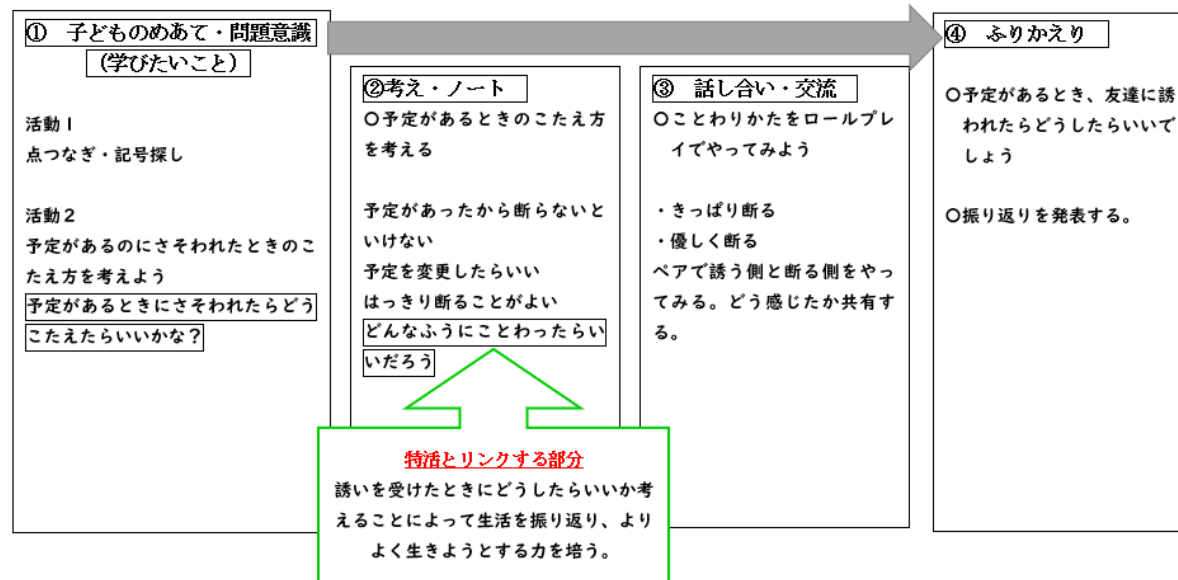 ① 子どものめあて・問題意識
（学びたいこと）
活動１
点つなぎ・記号探し
活動２
予定があるのにさそわれたときのこ
たえ方を考えよう
予定があるときにさそわれたらどう
こたえたらいいかな？
②考え・ノート
○予定があるときのこたえ方
を考える
予定があったから断らないと
いけない
予定を変更したらいい
はっきり断ることがよい
どんなふうにことわったらい
いだろう
特活とリンクする部分
誘いを受けたときにどうしたらいいか考
えることによって生活を振り返り、より
よく生きようとする力を培う。
③ 話し合い・交流
○ことわりかたをロールプレ
イでやってみよう
・きっぱり断る
・優しく断る
ペアで誘う側と断る側をやっ
てみる。どう感じたか共有す
る。
④ ふりかえり
○予定があるとき、友達に誘
われたらどうしたらいいで
しょう
○振り返りを発表する。